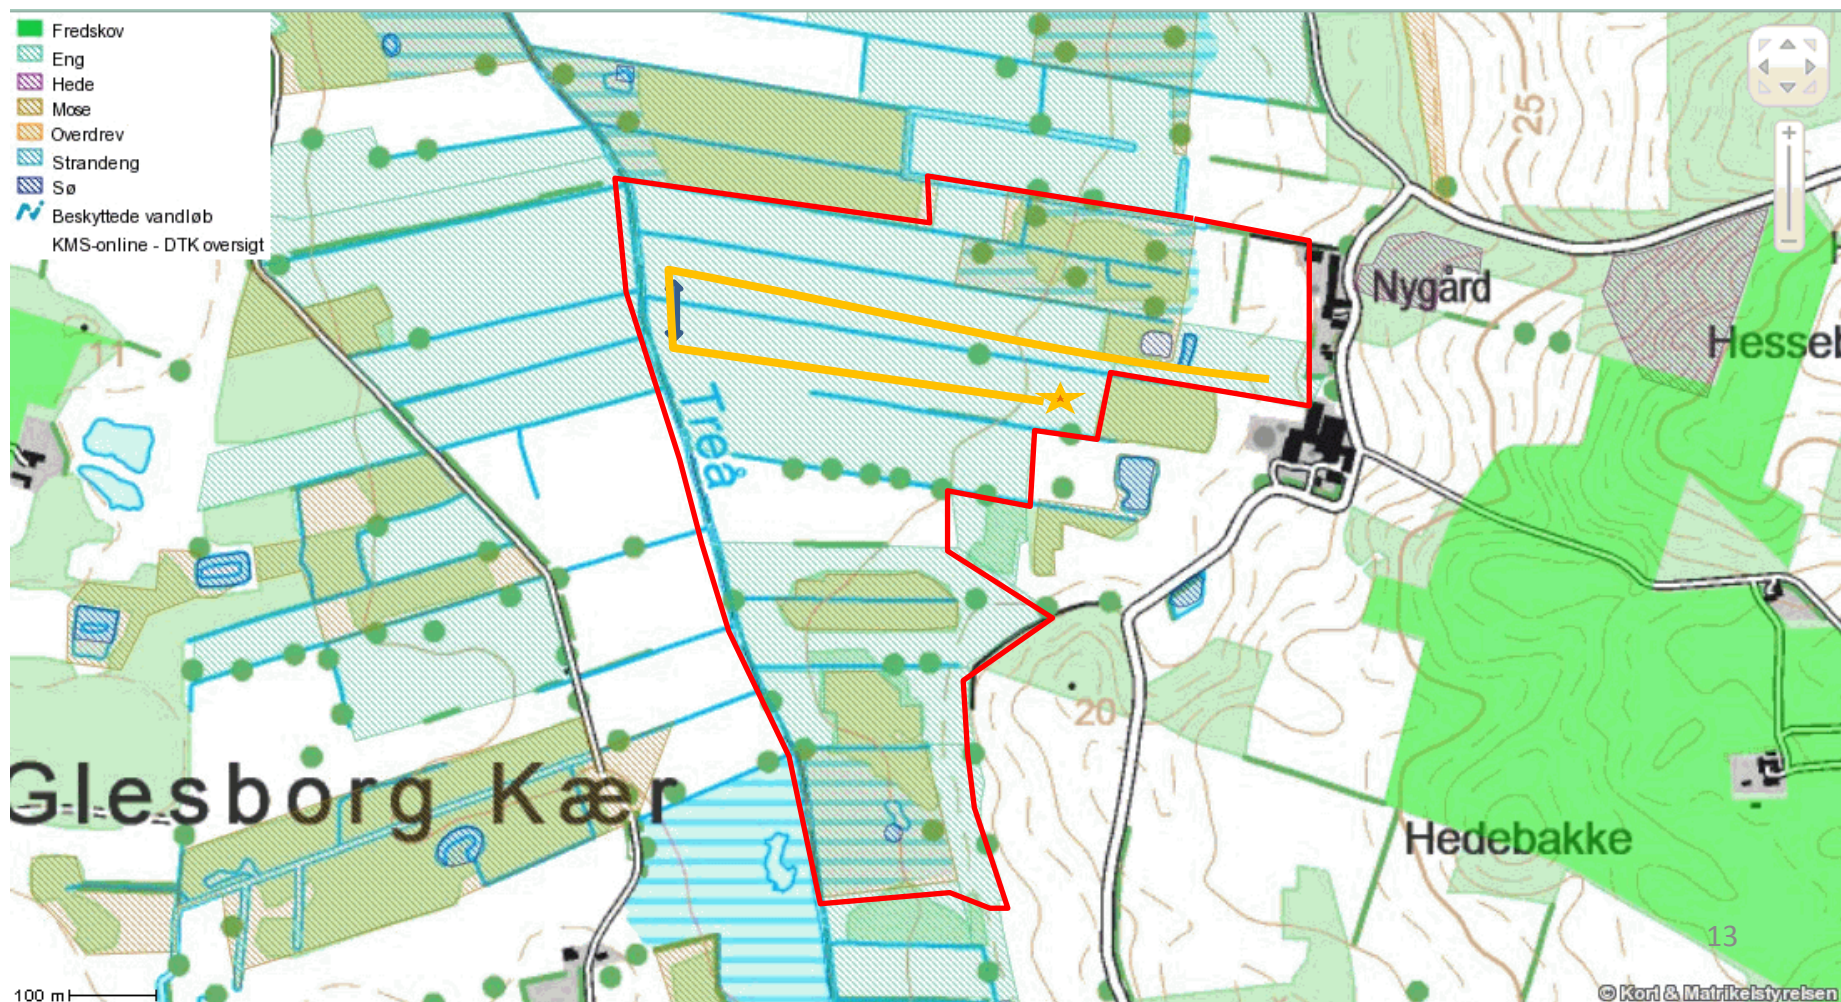 Fredskov
Eng
Hede
Mose
Overdrev
Strandeng
Sø
Beskyttede vandløb
KMS-online - DTK oversigt
25
Nygård
11
Treå
20
Glesborg Kær
Hedebakke
13
100 m
© Kort & Matrikelstyrelsen